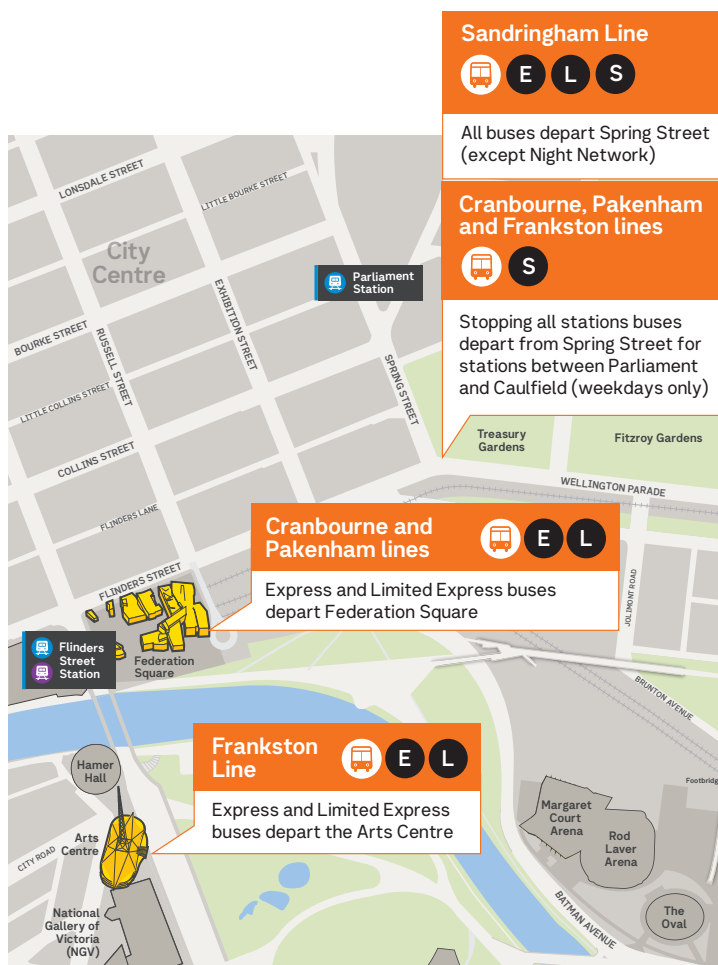 Sandringham Line
E L S
All buses depart Spring Street
(except Night Network)
Cranbourne, Pakenham
and Frankston lines
S
Stopping all stations buses
depart from Spring Street for
stations between Parliament
and Caulfield (weekdays only)
LONSDALE STREET
LITTLE BOURKE STREET
City
Centre
Parliament
Station
EXHIBITION STREET
BOURKE STREET
RUSSELL STREET
SPRING STREET
LITTLE COLLINS STREET
COLLINS STREET
Treasury
Gardens
Fitzroy Gardens
WELLINGTON PARADE
FLINDERS LANE
Cranbourne and
Pakenham lines
E L
Express and Limited Express buses
depart Federation Square
FLINDERS STREET
JOLIMONT ROAD
Flinders
Street
Station
Federation
Square
BRUNTON AVENUE
Frankston
Line
E L
Express and Limited Express
buses depart the Arts Centre
Hamer
Hall
Footbridg
Margaret
Court
Arena
Rod
Laver
Arena
Arts
Centre
CITY ROAD
National
Gallery of
Victoria
(NGV)
BATMAN AVENUE
The
Oval